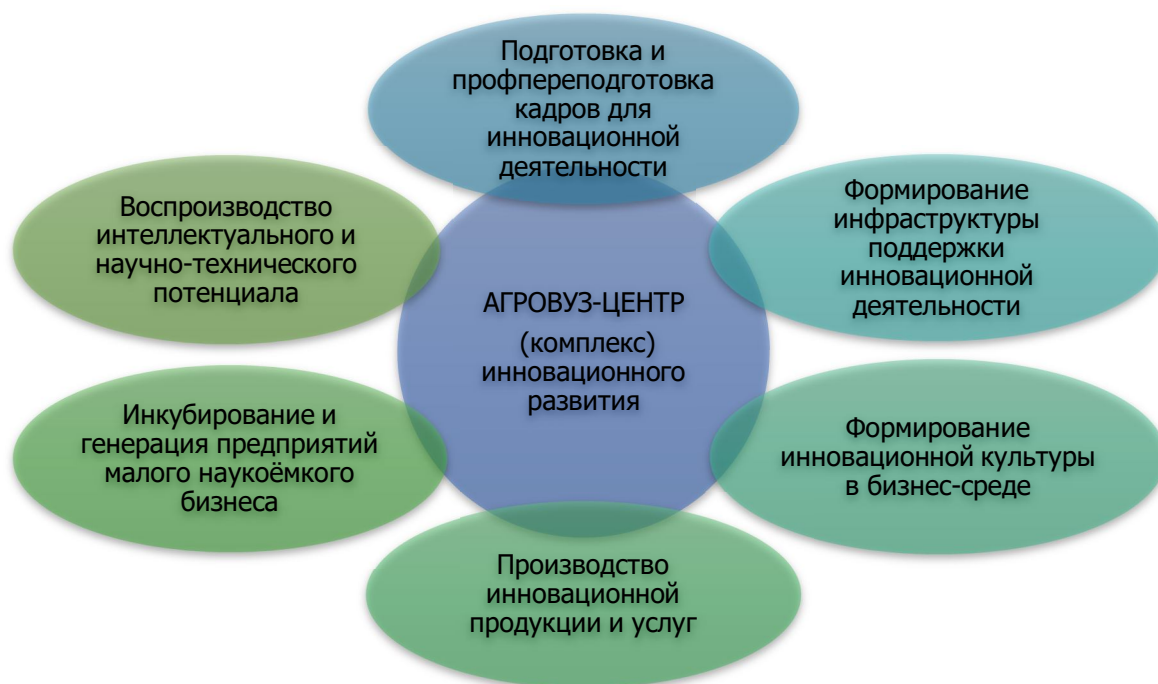 Подготовка и
профпереподготовка
кадров для
инновационной
деятельности
Воспроизводство
интеллектуального и
научно-технического
потенциала
Формирование
инфраструктуры
поддержки
инновационной
деятельности
АГРОВУЗ-ЦЕНТР
(комплекс)
инновационного
развития
Инкубирование и
генерация предприятий
малого наукоёмкого
бизнеса
Формирование
инновационной культуры
в бизнес-среде
Производство
инновационной
продукции и услуг